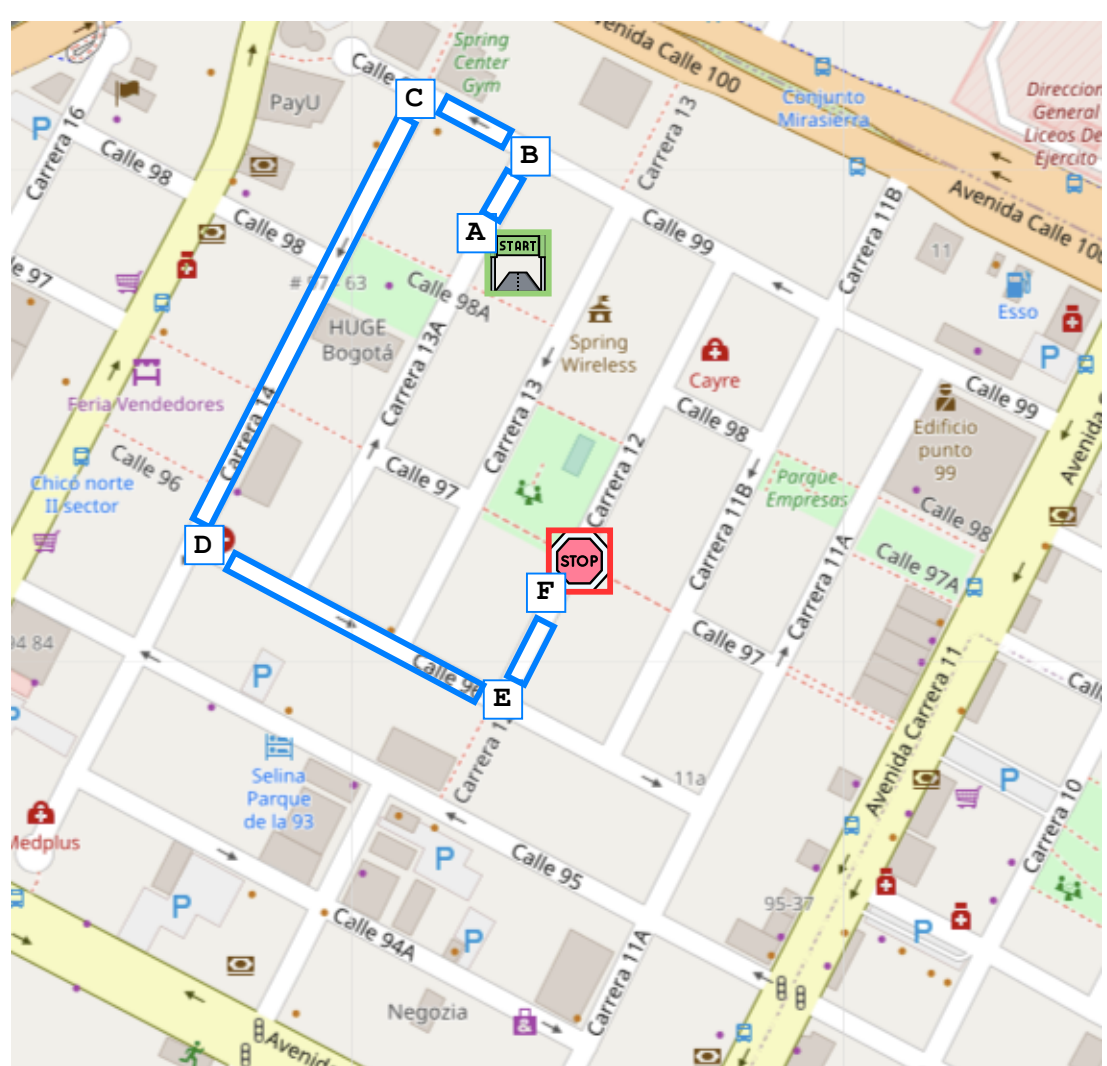 Avenida Calle 100
Spring
Center
Gym
Calle
C
PayU
Conjunto
Mirasierra
Direccion
General
Liceos De
Ejercito
P
Carrera 16
Calle 98
B
Carrera 13
Carrera 11B
Avenida Calle 100
A
START
Calle 98
Calle 99
11
Esso
P
Calle 98A
HUGE
Bogotá
Spring
Wireless
Cayre
Carrera 13A
Feria Vendedores
Carrera 14
Carrera 13
Carrera 12
Calle 98
Calle 99
Edificio
punto
99
Calle 96
Chicó norte
II sector
Calle 97
Carrera 11B
Parque
Empresas
Calle 98
Calle 97A
Carrera 11A
D
STOP
F
94 84
P
Calle 96
E
Calle 97
Avenida Carrera 11
Selina
Parque
de la 93
11a
P
Medplus
P
Calle 95
Carrera 10
P
Calle 94A
P
95-37
P
Carrera 11A
Negozia